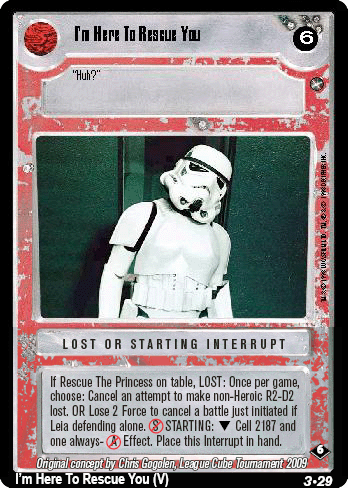 I'm Here To Rescue You
6
"Huh?"
LOST OR STARTING INTERRUPT
If Rescue The Princess on table, LOST: Once per game,
choose: Cancel an attempt to make non-Heroic R2-D2
lost. OR Lose 2 Force to cancel a battle just initiated if
Leia defending alone. Ⓢ STARTING: ▼ Cell 2187 and
one always- Ⓐ Effect. Place this Interrupt in hand.
6
Original concept by Chris Gogolen, League Cube Tournament 2009
I'm Here To Rescue You (V)
3-29